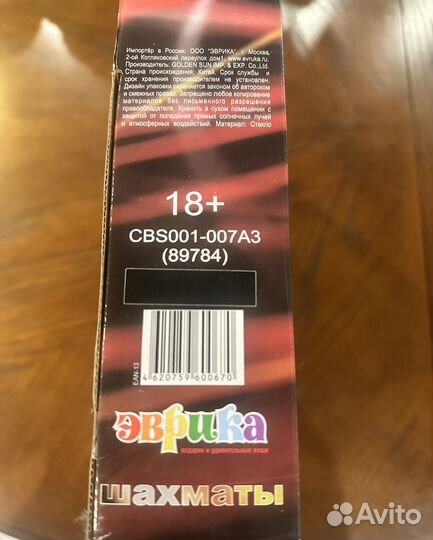 Импортёр в России: ООО "ЭВРИКА", г. Москва,
2-ой Котляковский переулок дом1, www.evruka.ru.
Производитель: GOLDEN SUN IMP. & EXP. Co.,Ltd.
Страна происхождения: Китай. Срок службы и
срок хранения производителем не установлен.
Дизайн упаковки охраняется законом об авторском
и смежных правах. Запрещено любое копирование
материалов без письменного разрешения
правообладателя. Хранить в сухом помещении с
защитой от попадания прямых солнечных лучей
и атмосферных воздействий. Материал: Стекло
18+
CBS001-007A3
(89784)
EAN-13
4 620759 600670
эврика
подарки и удивительные вещи
шахматы
Avito